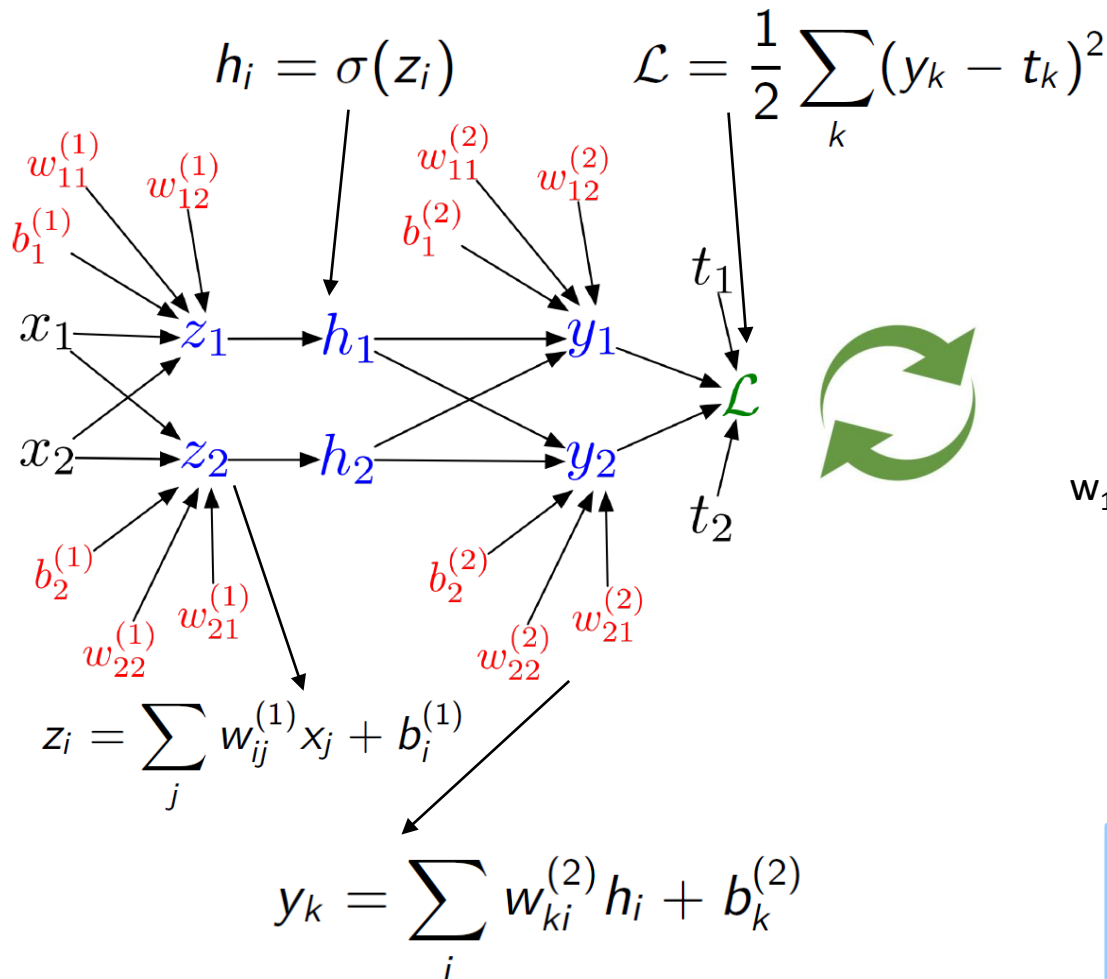 h_i = σ(z_i)
ℒ = 1/2 ∑_k (y_k − t_k)^2
w_11^(1)
w_12^(1)
b_1^(1)
w_11^(2)
w_12^(2)
b_1^(2)
t_1
x_1
z_1
h_1
y_1
ℒ
x_2
z_2
h_2
y_2
t_2
w_1
b_2^(1)
w_21^(1)
w_22^(1)
b_2^(2)
w_21^(2)
w_22^(2)
z_i = ∑_j w_ij^(1) x_j + b_i^(1)
y_k = ∑_i w_ki^(2) h_i + b_k^(2)